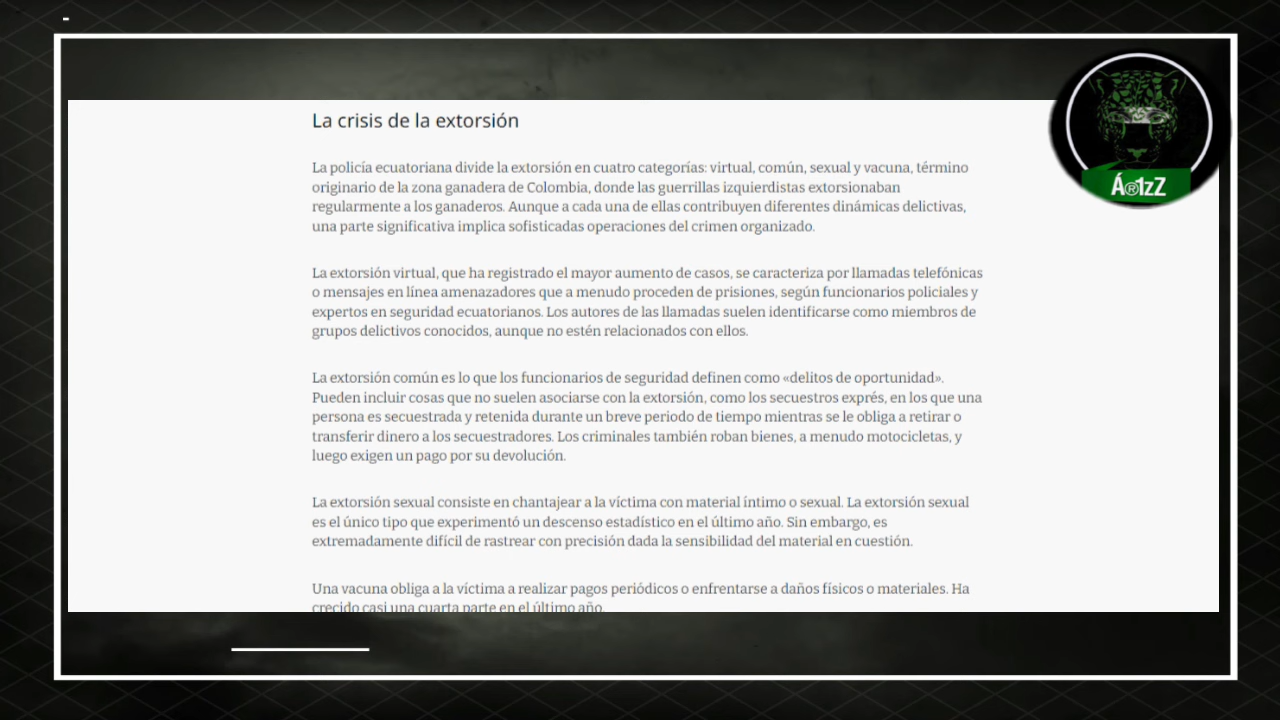 La crisis de la extorsión
La policía ecuatoriana divide la extorsión en cuatro categorías: virtual, común, sexual y vacuna, término
originario de la zona ganadera de Colombia, donde las guerrillas izquierdistas extorsionaban
regularmente a los ganaderos. Aunque a cada una de ellas contribuyen diferentes dinámicas delictivas,
una parte significativa implica sofisticadas operaciones del crimen organizado.
La extorsión virtual, que ha registrado el mayor aumento de casos, se caracteriza por llamadas telefónicas
o mensajes en línea amenazadores que a menudo proceden de prisiones, según funcionarios policiales y
expertos en seguridad ecuatorianos. Los autores de las llamadas suelen identificarse como miembros de
grupos delictivos conocidos, aunque no estén relacionados con ellos.
La extorsión común es lo que los funcionarios de seguridad definen como «delitos de oportunidad».
Pueden incluir cosas que no suelen asociarse con la extorsión, como los secuestros exprés, en los que una
persona es secuestrada y retenida durante un breve periodo de tiempo mientras se le obliga a retirar o
transferir dinero a los secuestradores. Los criminales también roban bienes, a menudo motocicletas, y
luego exigen un pago por su devolución.
La extorsión sexual consiste en chantajear a la víctima con material íntimo o sexual. La extorsión sexual
es el único tipo que experimentó un descenso estadístico en el último año. Sin embargo, es
extremadamente difícil de rastrear con precisión dada la sensibilidad del material en cuestión.
Una vacuna obliga a la víctima a realizar pagos periódicos o enfrentarse a daños físicos o materiales. Ha
crecido casi una cuarta parte en el último año.
Á®1zZ